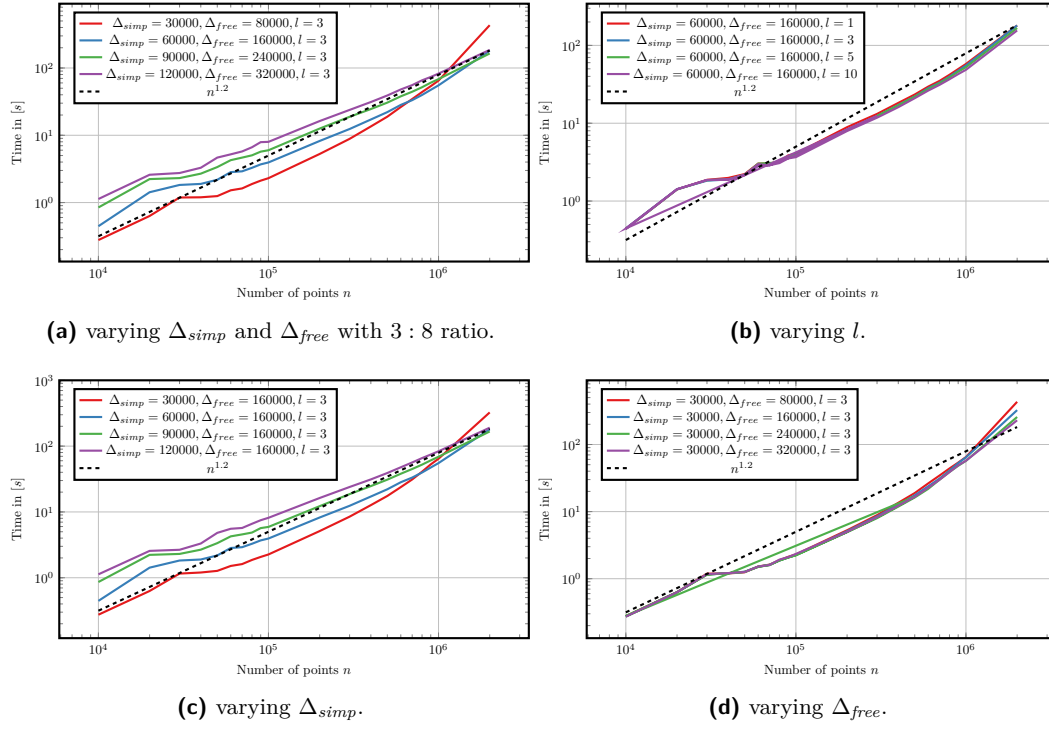 Δsimp = 30000, Δfree = 80000, l = 3
Δsimp = 60000, Δfree = 160000, l = 3
Δsimp = 90000, Δfree = 240000, l = 3
Δsimp = 120000, Δfree = 320000, l = 3
n^1.2
10^2
10^1
10^0
Time in [s]
10^4 10^5 10^6
Number of points n
(a) varying Δsimp and Δfree with 3 : 8 ratio.
Δsimp = 60000, Δfree = 160000, l = 1
Δsimp = 60000, Δfree = 160000, l = 3
Δsimp = 60000, Δfree = 160000, l = 5
Δsimp = 60000, Δfree = 160000, l = 10
n^1.2
10^2
10^1
10^0
Time in [s]
10^4 10^5 10^6
Number of points n
(b) varying l.
Δsimp = 30000, Δfree = 160000, l = 3
Δsimp = 60000, Δfree = 160000, l = 3
Δsimp = 90000, Δfree = 160000, l = 3
Δsimp = 120000, Δfree = 160000, l = 3
n^1.2
10^3
10^2
10^1
10^0
Time in [s]
10^4 10^5 10^6
Number of points n
(c) varying Δsimp.
Δsimp = 30000, Δfree = 80000, l = 3
Δsimp = 30000, Δfree = 160000, l = 3
Δsimp = 30000, Δfree = 240000, l = 3
Δsimp = 30000, Δfree = 320000, l = 3
n^1.2
10^2
10^1
10^0
Time in [s]
10^4 10^5 10^6
Number of points n
(d) varying Δfree.